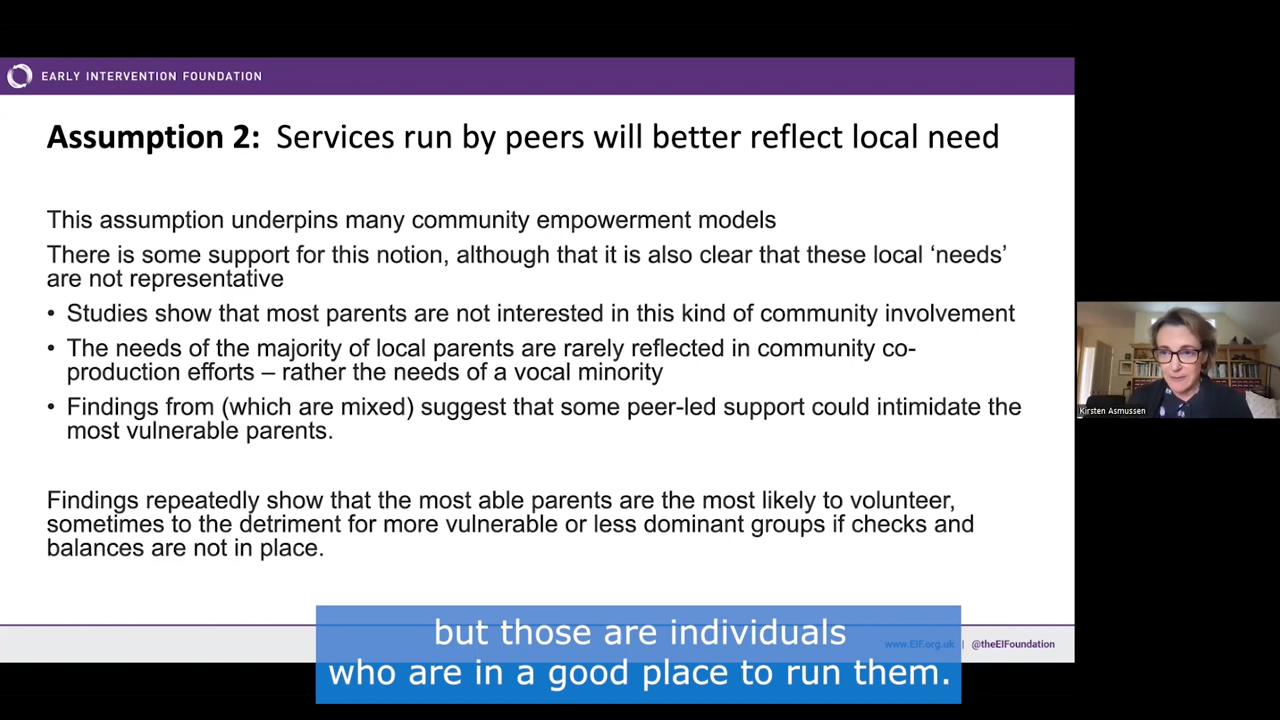 EARLY INTERVENTION FOUNDATION
Assumption 2: Services run by peers will better reflect local need
This assumption underpins many community empowerment models
There is some support for this notion, although that it is also clear that these local ‘needs’
are not representative
• Studies show that most parents are not interested in this kind of community involvement
• The needs of the majority of local parents are rarely reflected in community co-
production efforts – rather the needs of a vocal minority
• Findings from (which are mixed) suggest that some peer-led support could intimidate the
most vulnerable parents.
Findings repeatedly show that the most able parents are the most likely to volunteer,
sometimes to the detriment for more vulnerable or less dominant groups if checks and
balances are not in place.
Kirsten Asmussen
www.EIF.org.uk | @theEIFoundation
but those are individuals
who are in a good place to run them.